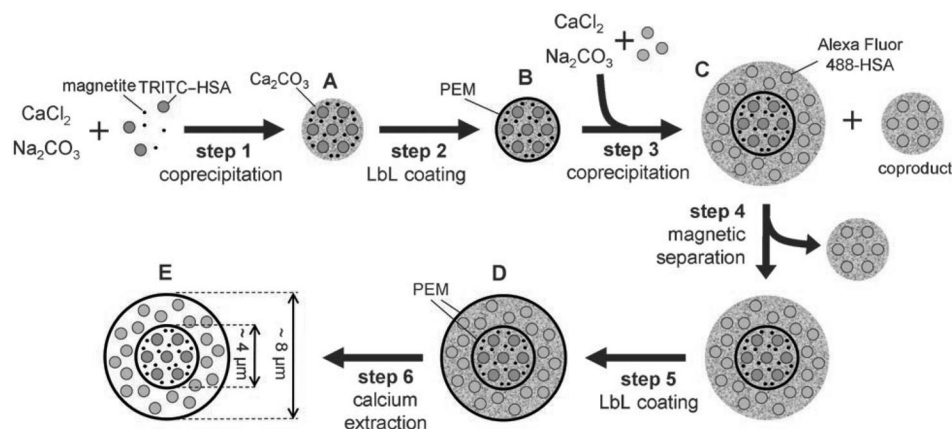 CaCl2
Na2CO3
+
magnetite
TRITC–HSA
step 1
coprecipitation
Ca2CO3
A
step 2
LbL coating
PEM
B
CaCl2
Na2CO3
+
step 3
coprecipitation
C
Alexa Fluor
488-HSA
+
coproduct
step 4
magnetic
separation
step 5
LbL coating
D
PEM
step 6
calcium
extraction
E
~ 4 µm
~ 8 µm